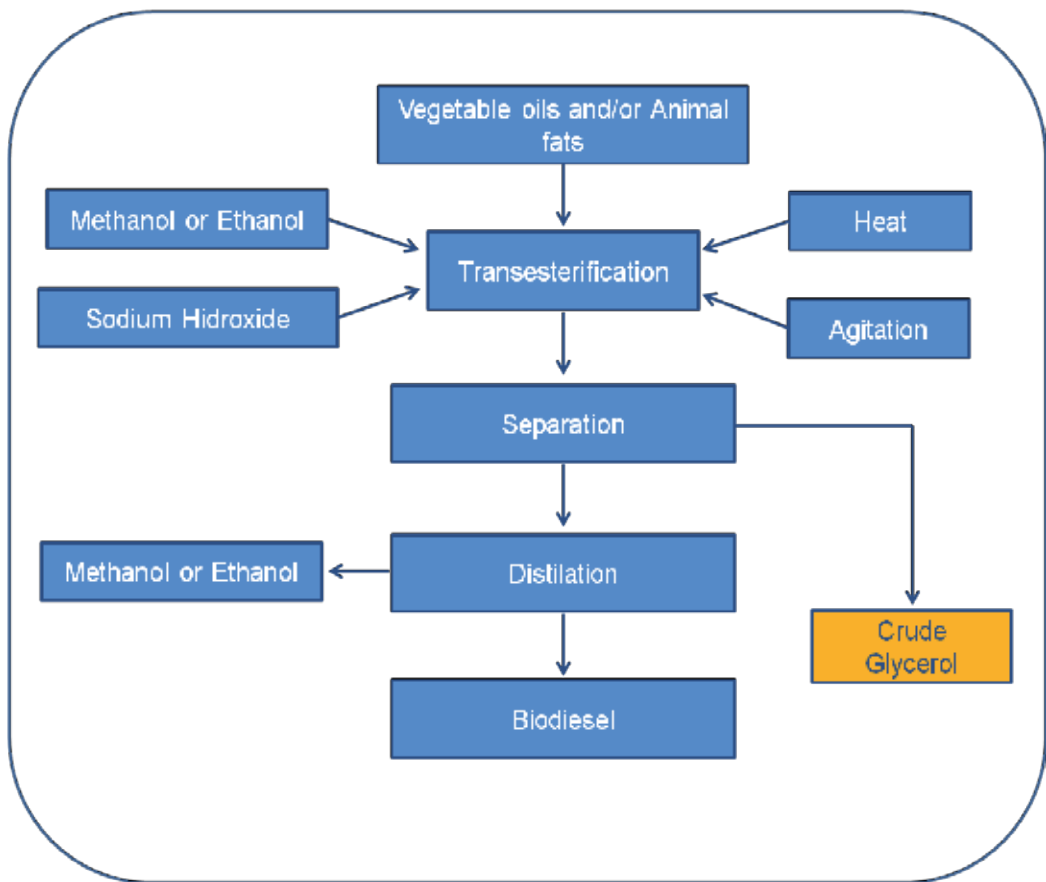 Vegetable oils and/or Animal
fats
Methanol or Ethanol
Heat
Transesterification
Sodium Hidroxide
Agitation
Separation
Methanol or Ethanol
Distilation
Crude
Glycerol
Biodiesel